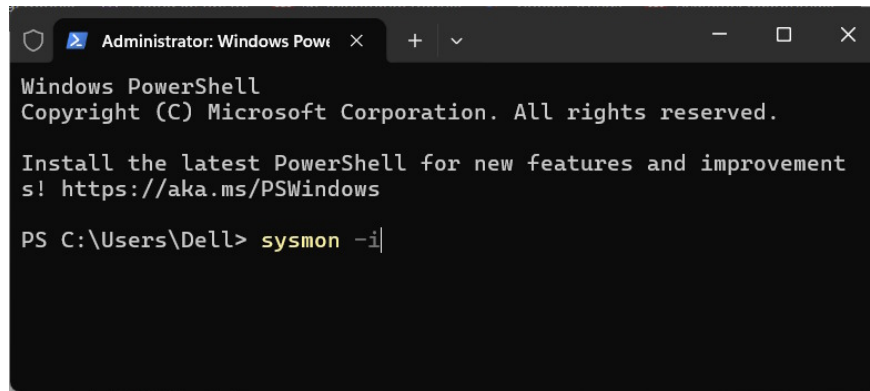 Administrator: Windows Powe
Windows PowerShell
Copyright (C) Microsoft Corporation. All rights reserved.
Install the latest PowerShell for new features and improvement
s! https://aka.ms/PSWindows
PS C:\Users\Dell> sysmon -i